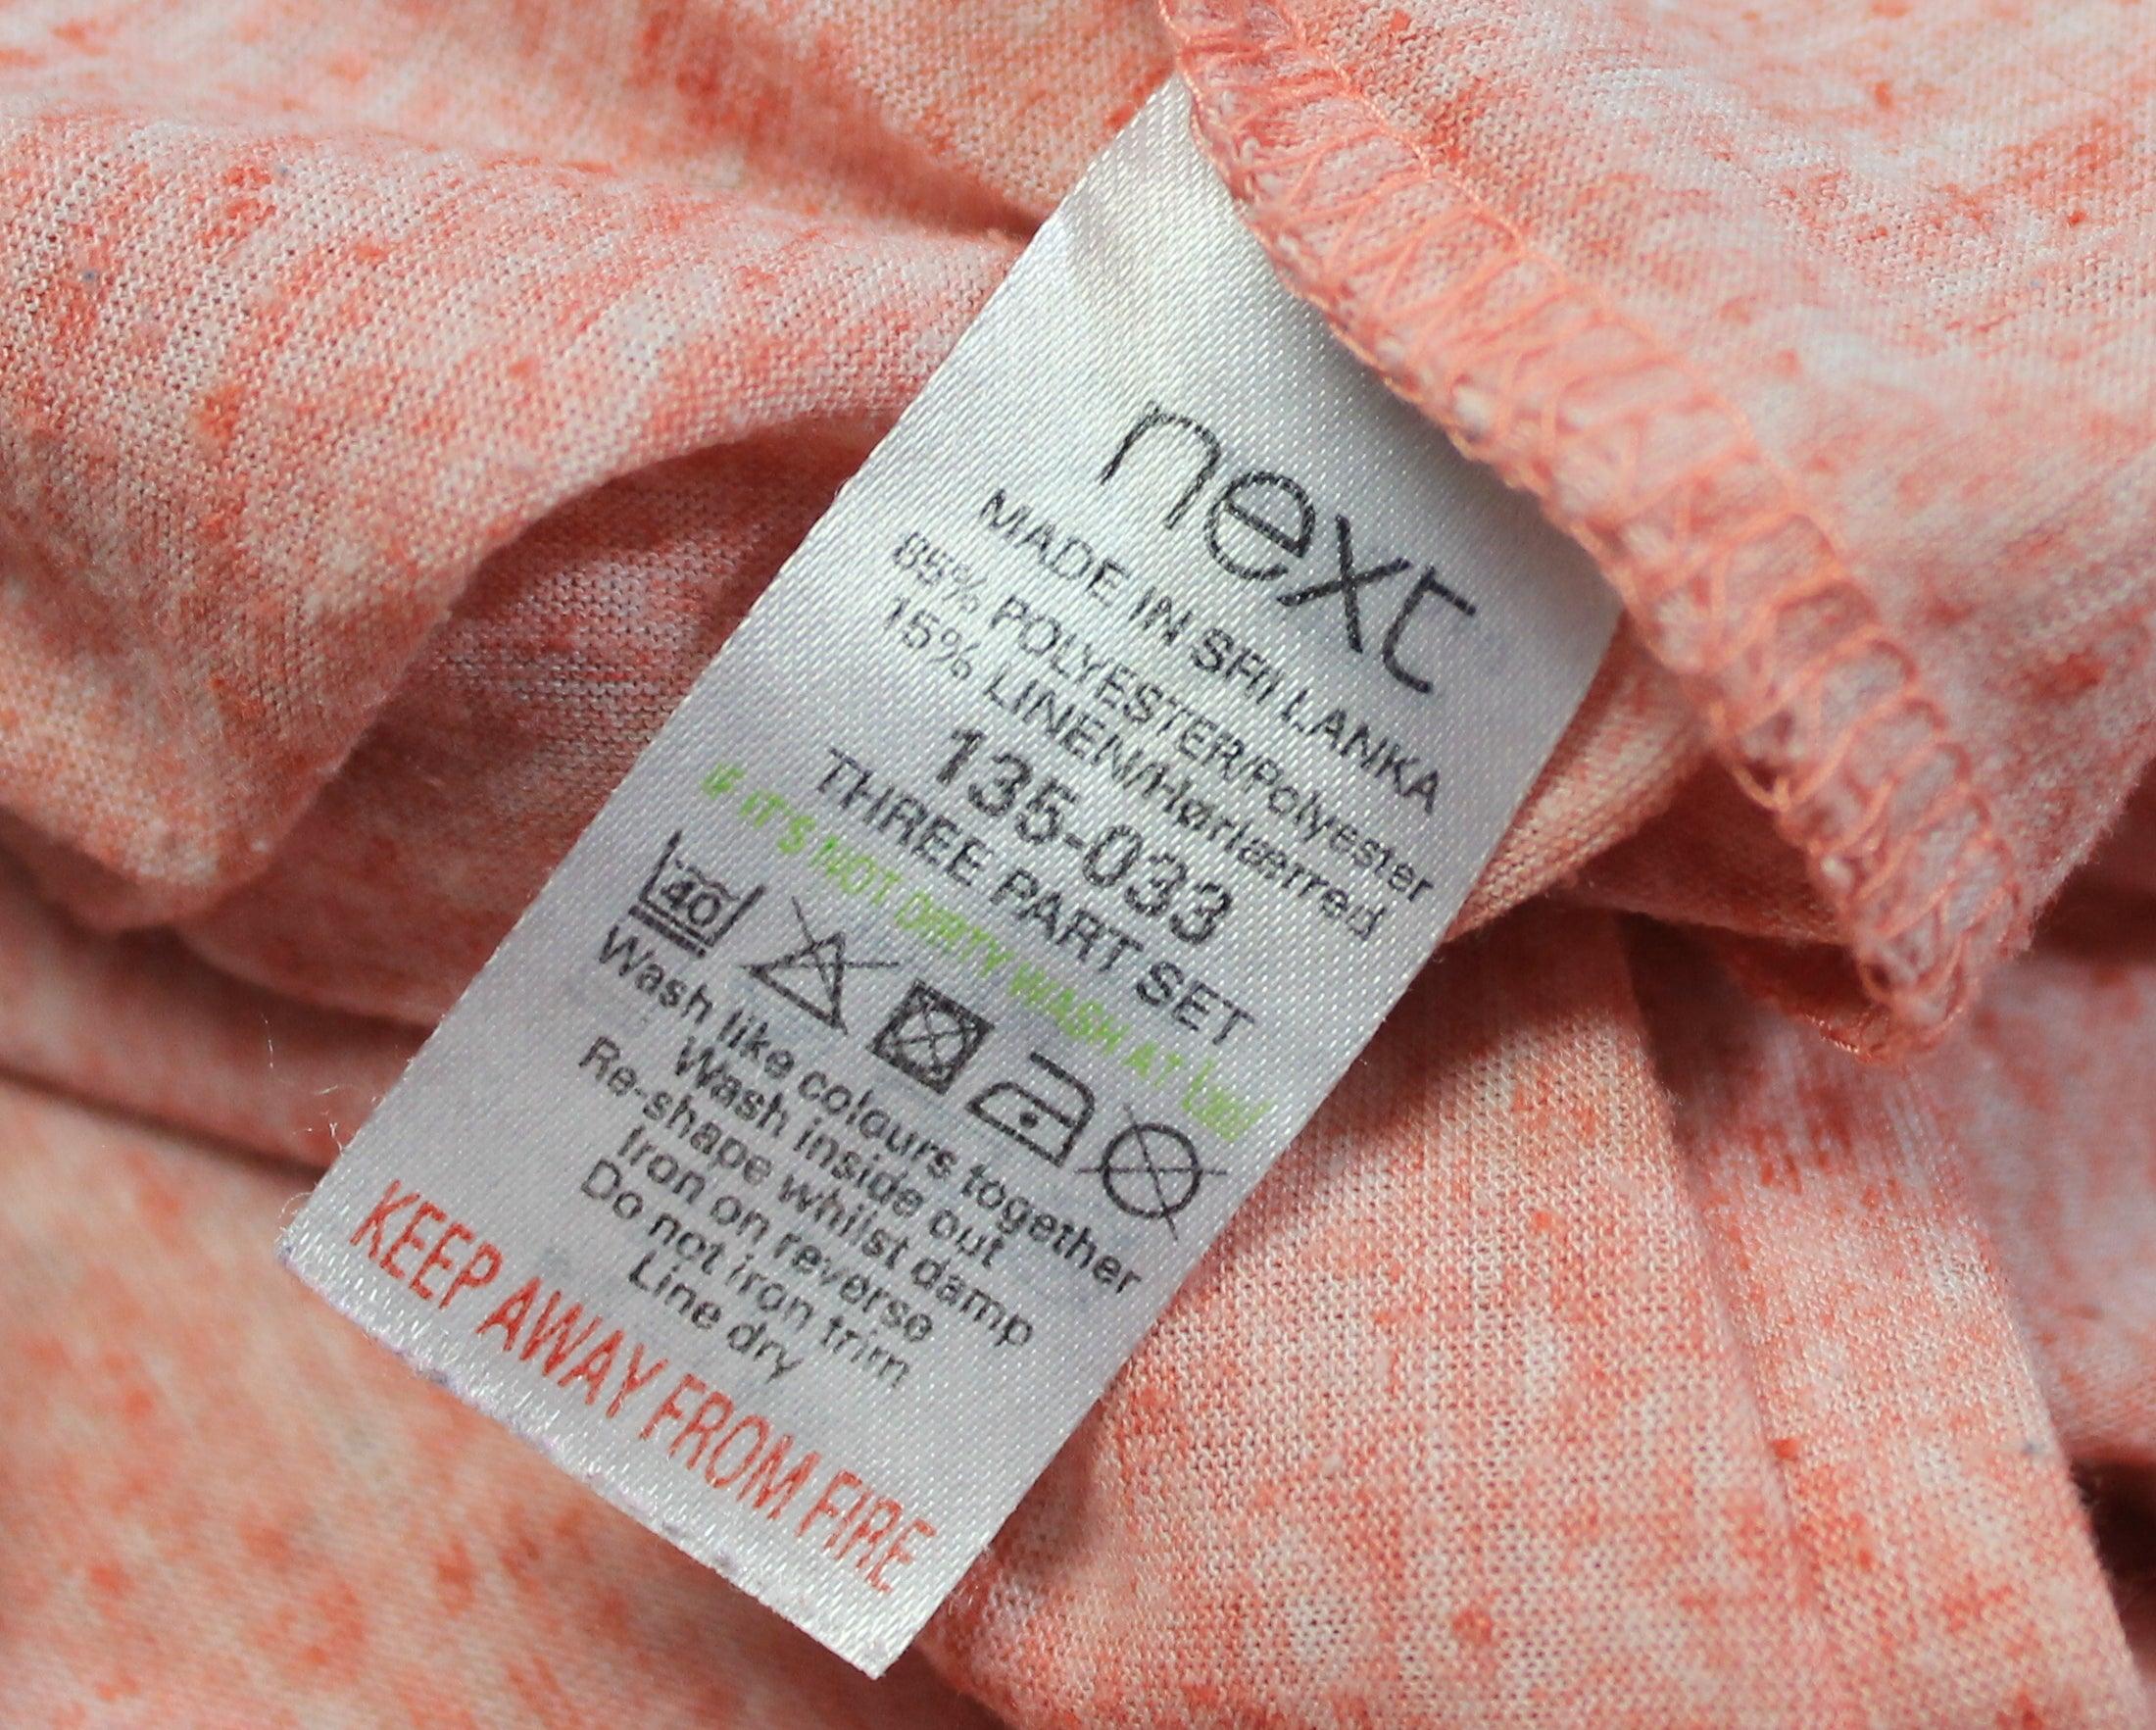 next
MADE IN SRI LANKA
85% POLYESTER/Polyester
15% LINEN/Hørlærred
135-033
THREE PART SET
IF IT'S NOT DIRTY WASH AT
40
Wash like colours together
Wash inside out
Re-shape whilst damp
Iron on reverse
Do not iron trim
Line dry
KEEP AWAY FROM FIRE